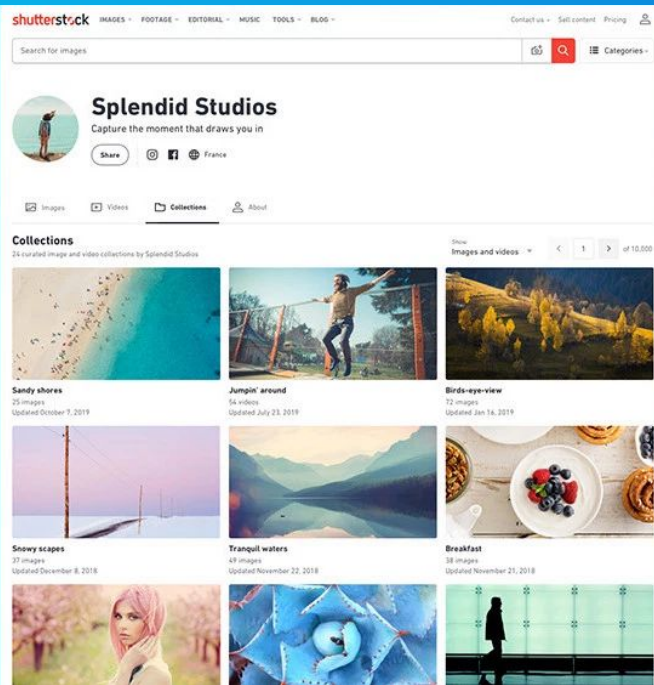 shutterstock IMAGES FOOTAGE EDITORIAL MUSIC TOOLS BLOG Contact us Sell content Pricing
Search for images Categories
Splendid Studios
Capture the moment that draws you in
Share France
Images Videos Collections About
Collections
24 curated image and video collections by Splendid Studios
Show
Images and videos 1 of 10,000
Sandy shores
25 images
Updated October 7, 2019
Jumpin' around
54 videos
Updated July 23, 2019
Birds-eye-view
72 images
Updated Jan 16, 2019
Snowy scapes
37 images
Updated December 8, 2018
Tranquil waters
49 images
Updated November 22, 2018
Breakfast
38 images
Updated November 21, 2018